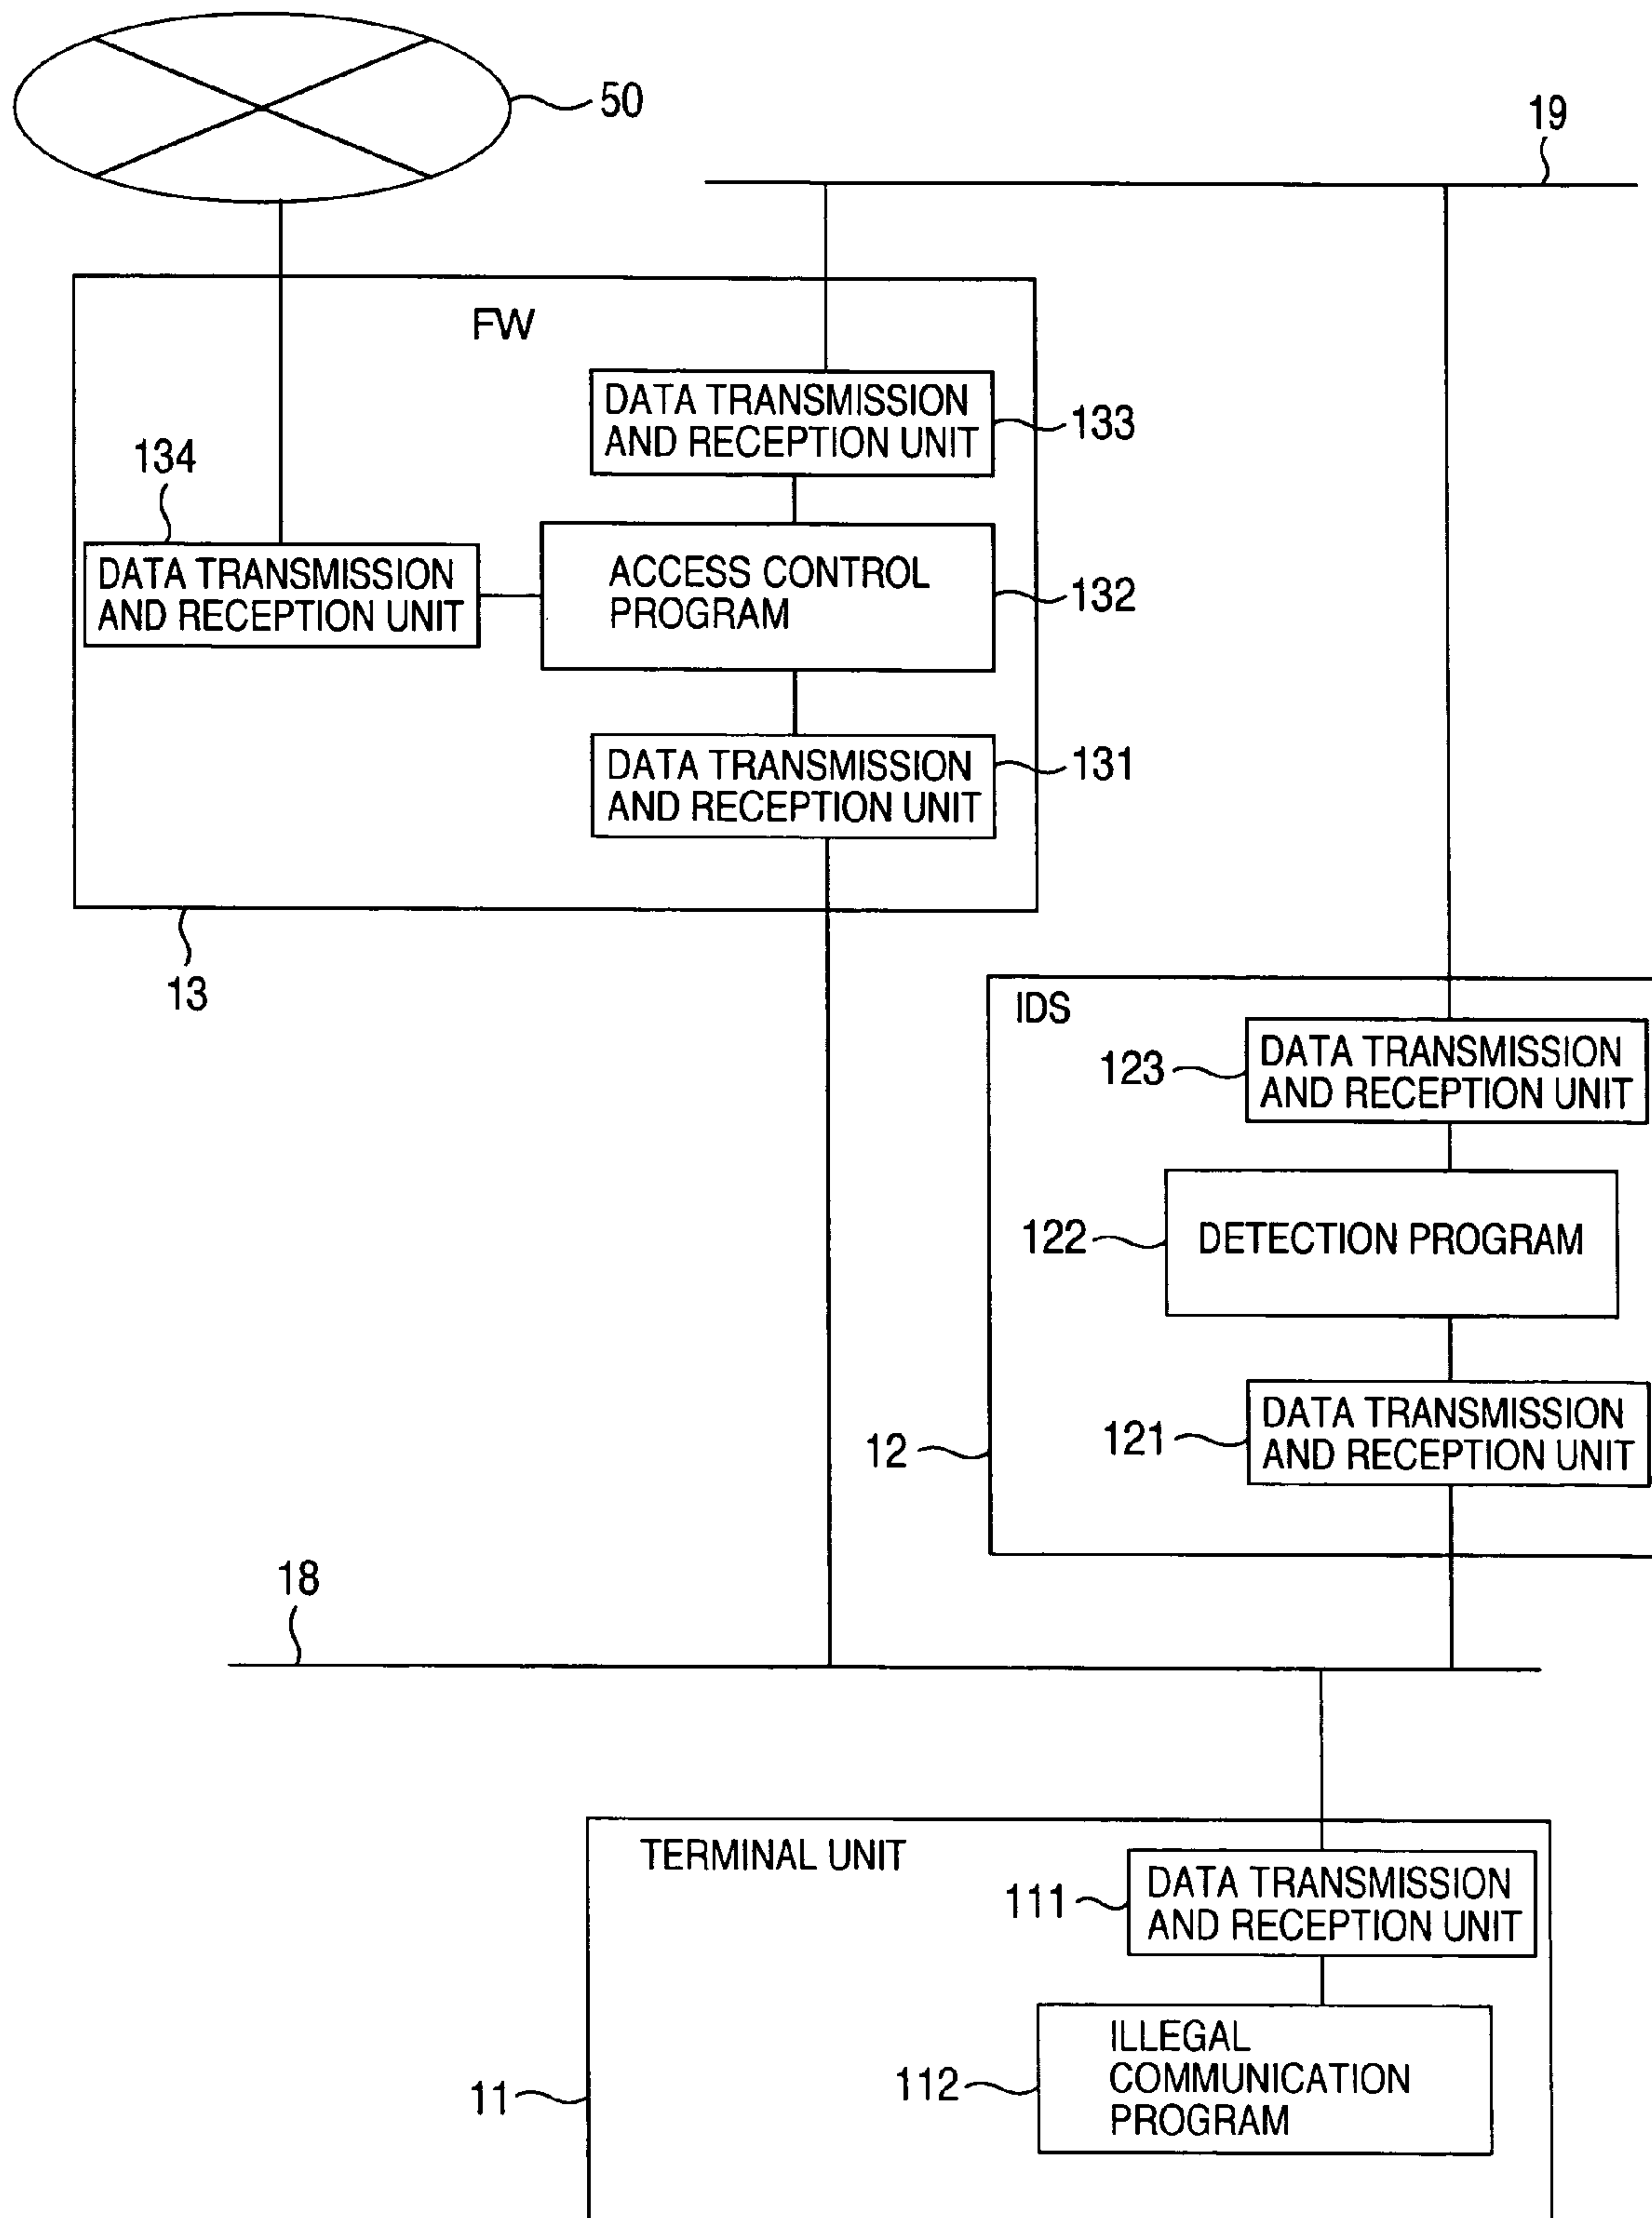 50
19
FW
DATA TRANSMISSION
AND RECEPTION UNIT
133
134
DATA TRANSMISSION
AND RECEPTION UNIT
ACCESS CONTROL
PROGRAM
132
DATA TRANSMISSION
AND RECEPTION UNIT
131
13
IDS
123
DATA TRANSMISSION
AND RECEPTION UNIT
122
DETECTION PROGRAM
12
121
DATA TRANSMISSION
AND RECEPTION UNIT
18
TERMINAL UNIT
111
DATA TRANSMISSION
AND RECEPTION UNIT
11
112
ILLEGAL
COMMUNICATION
PROGRAM